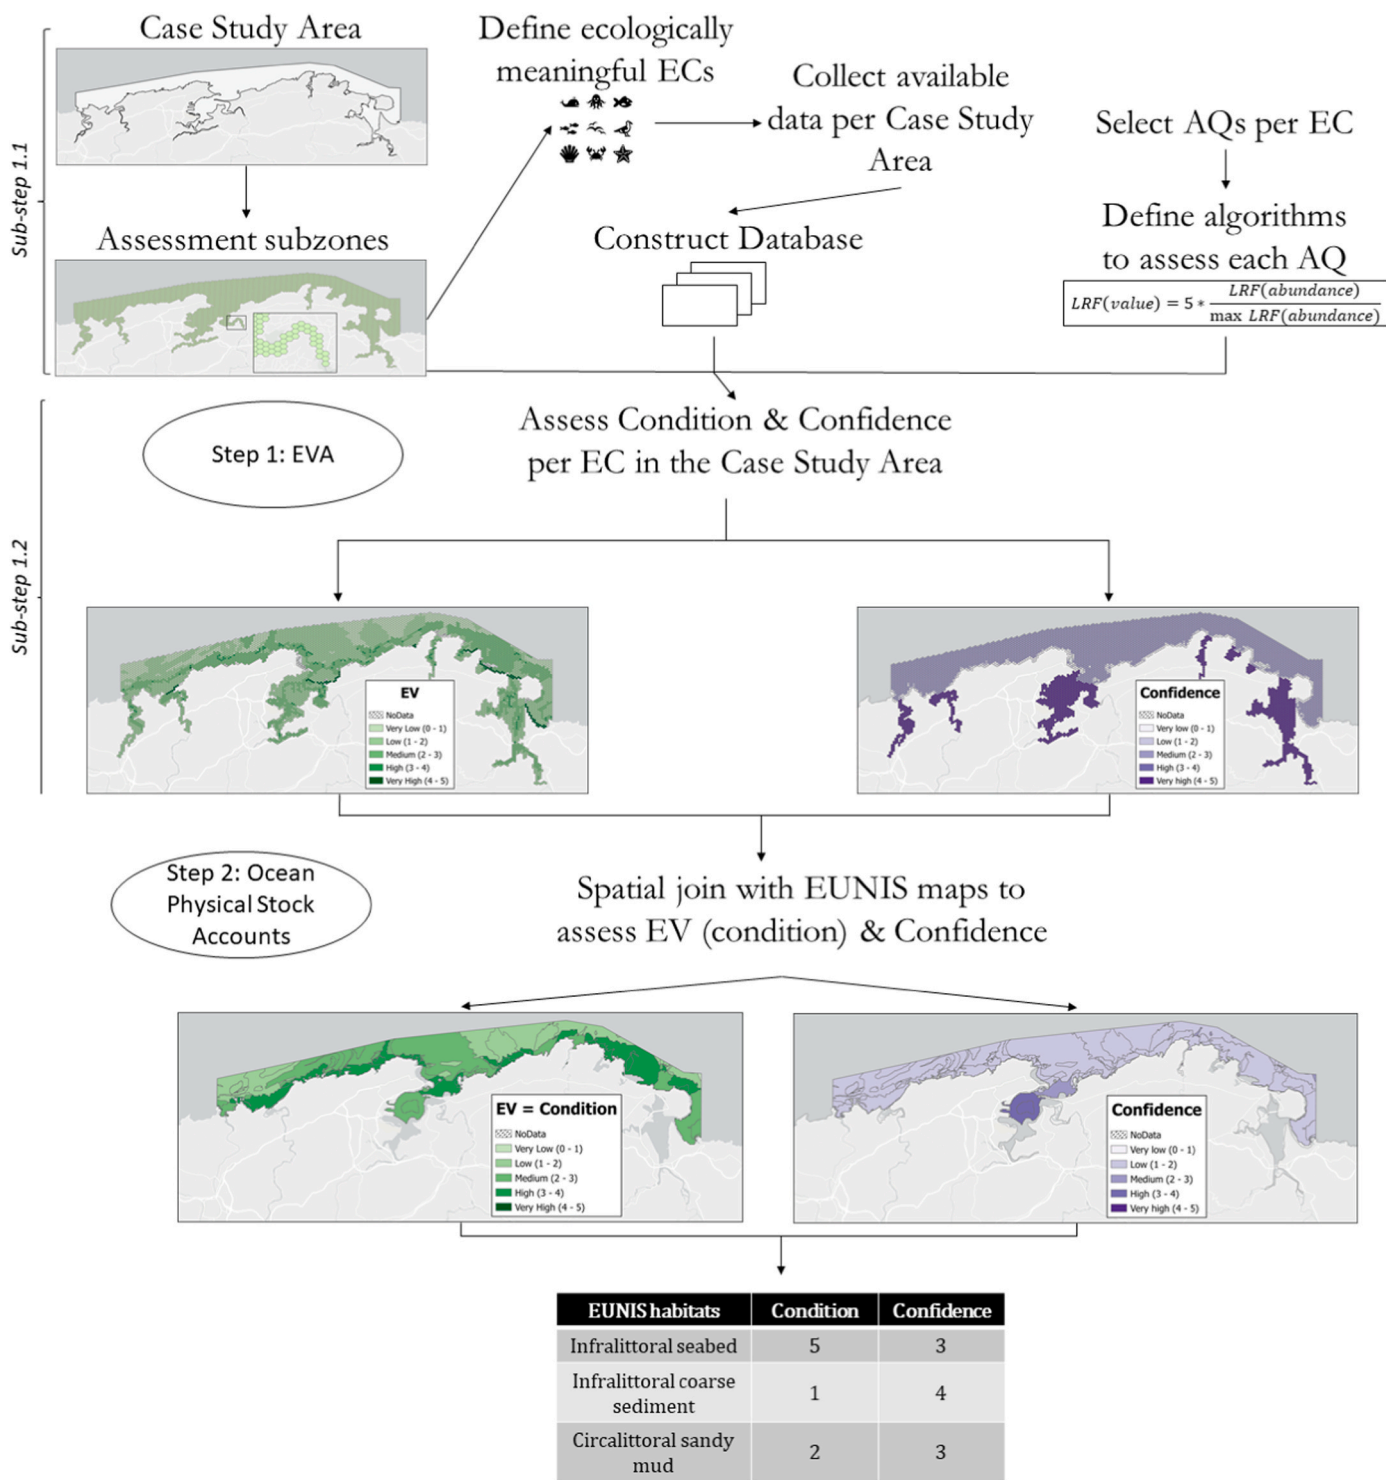 Case Study Area
Sub-step 1.1
Assessment subzones
Define ecologically
meaningful ECs
Collect available
data per Case Study
Area
Construct Database
Select AQs per EC
Define algorithms
to assess each AQ
LRF(value) = 5 * LRF(abundance) / max LRF(abundance)
Sub-step 1.2
Step 1: EVA
Assess Condition & Confidence
per EC in the Case Study Area
EV
NoData
Very Low (0 - 1)
Low (1 - 2)
Medium (2 - 3)
High (3 - 4)
Very High (4 - 5)
Confidence
NoData
Very low (0 - 1)
Low (1 - 2)
Medium (2 - 3)
High (3 - 4)
Very high (4 - 5)
Step 2: Ocean
Physical Stock
Accounts
Spatial join with EUNIS maps to
assess EV (condition) & Confidence
EV = Condition
NoData
Very Low (0 - 1)
Low (1 - 2)
Medium (2 - 3)
High (3 - 4)
Very High (4 - 5)
Confidence
NoData
Very low (0 - 1)
Low (1 - 2)
Medium (2 - 3)
High (3 - 4)
Very high (4 - 5)
EUNIS habitats Condition Confidence
Infralittoral seabed 5 3
Infralittoral coarse
sediment 1 4
Circalittoral sandy
mud 2 3